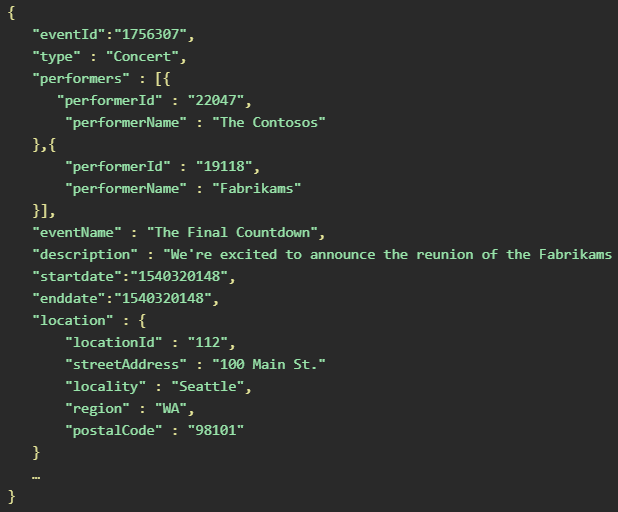 {
"eventId":"1756307",
"type" : "Concert",
"performers" : [{
"performerId" : "22047",
"performerName" : "The Contosos"
},{
"performerId" : "19118",
"performerName" : "Fabrikams"
}],
"eventName" : "The Final Countdown",
"description" : "We're excited to announce the reunion of the Fabrikams
"startdate":"1540320148",
"enddate":"1540320148",
"location" : {
"locationId" : "112",
"streetAddress" : "100 Main St."
"locality" : "Seattle",
"region" : "WA",
"postalCode" : "98101"
}
…
}